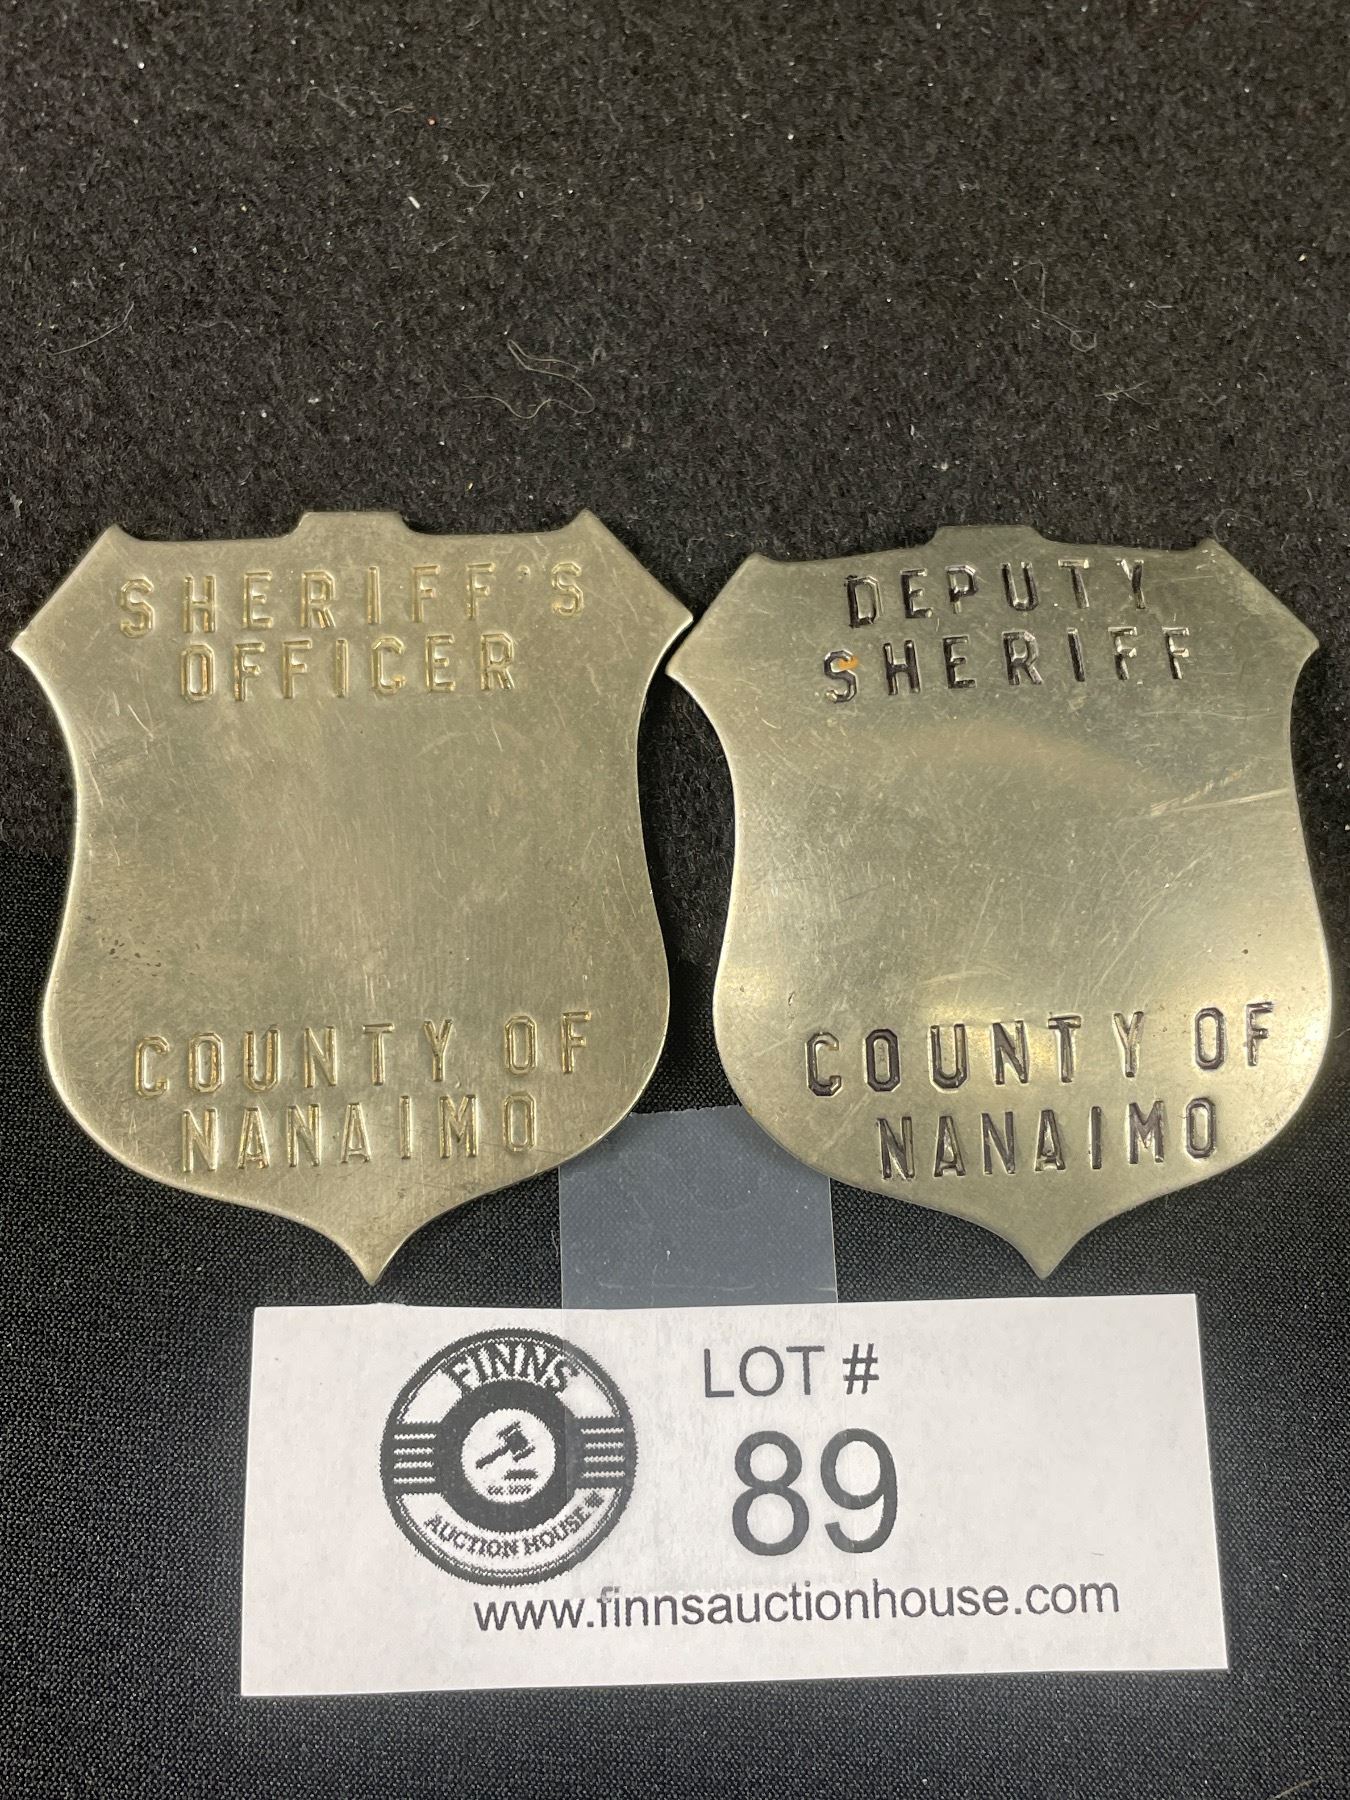 SHERIFF'S
OFFICER
COUNTY OF
NANAIMO
DEPUTY
SHERIFF
COUNTY OF
NANAIMO
FINNS
AUCTION HOUSE
LOT #
89
www.finnsauctionhouse.com